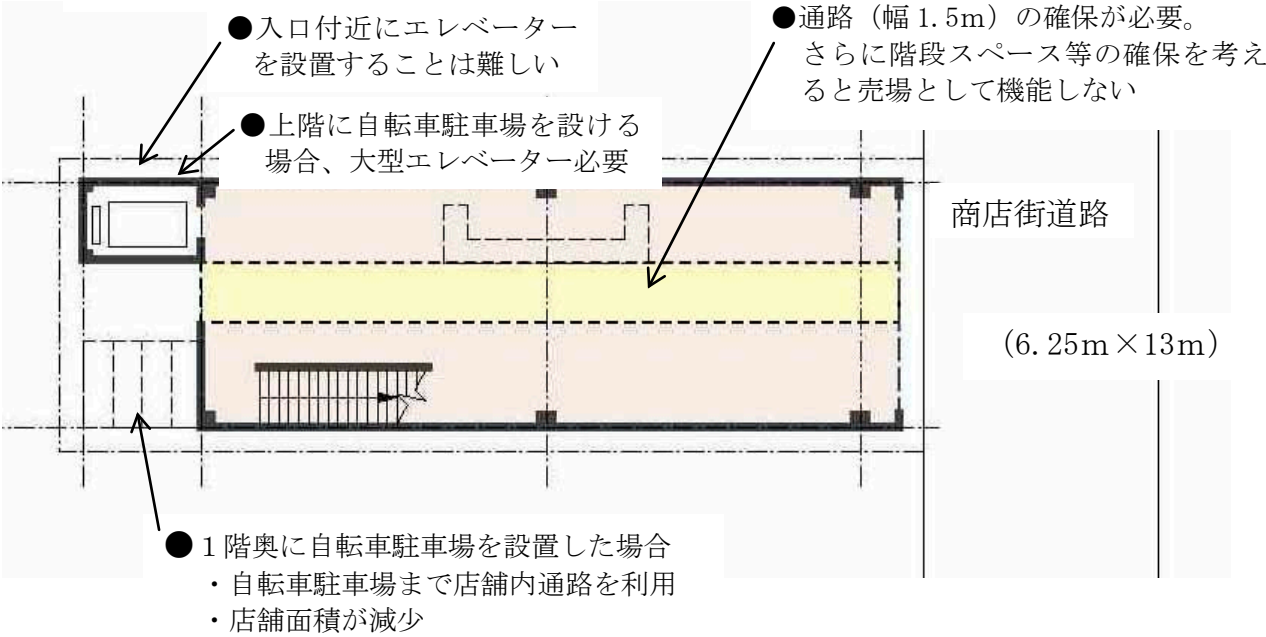 ●入口付近にエレベーター
を設置することは難しい
●通路（幅 1.5m）の確保が必要。
さらに階段スペース等の確保を考え
ると売場として機能しない
●上階に自転車駐車場を設ける
場合、大型エレベーター必要
商店街道路
（6.25m×13m）
●１階奥に自転車駐車場を設置した場合
・自転車駐車場まで店舗内通路を利用
・店舗面積が減少